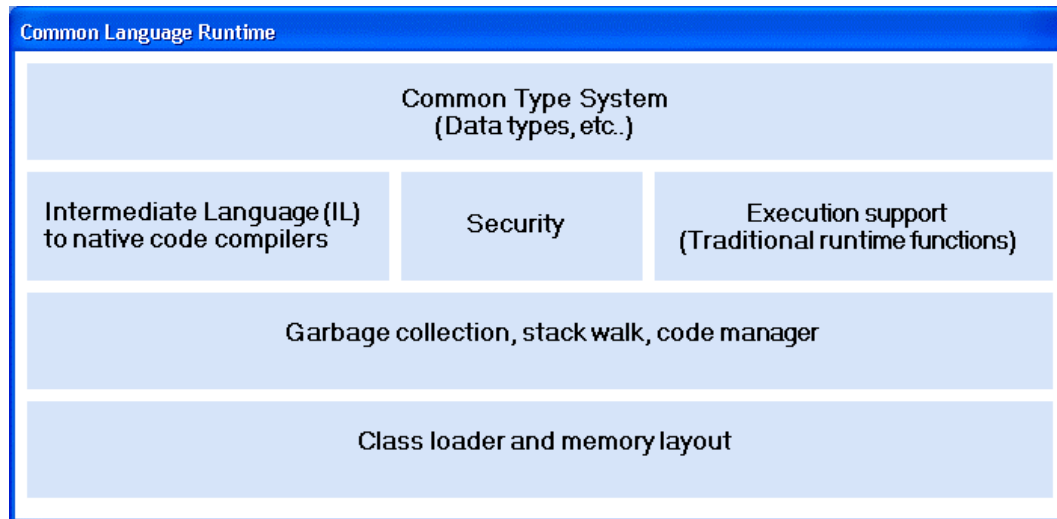 Common Language Runtime
Common Type System
(Data types, etc..)
Intermediate Language (IL)
to native code compilers
Security
Execution support
(Traditional runtime functions)
Garbage collection, stack walk, code manager
Class loader and memory layout